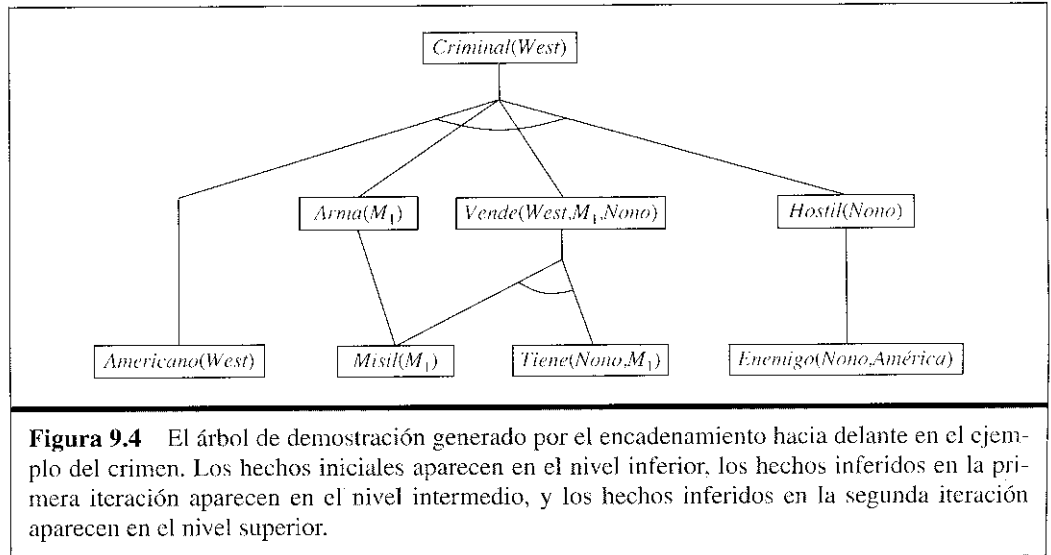 Criminal(West)
Arma(M₁) Vende(West,M₁,Nono) Hostil(Nono)
Americano(West) Misil(M₁) Tiene(Nono,M₁) Enemigo(Nono,América)
Figura 9.4 El árbol de demostración generado por el encadenamiento hacia delante en el ejem-
plo del crimen. Los hechos iniciales aparecen en el nivel inferior, los hechos inferidos en la pri-
mera iteración aparecen en el nivel intermedio, y los hechos inferidos en la segunda iteración
aparecen en el nivel superior.